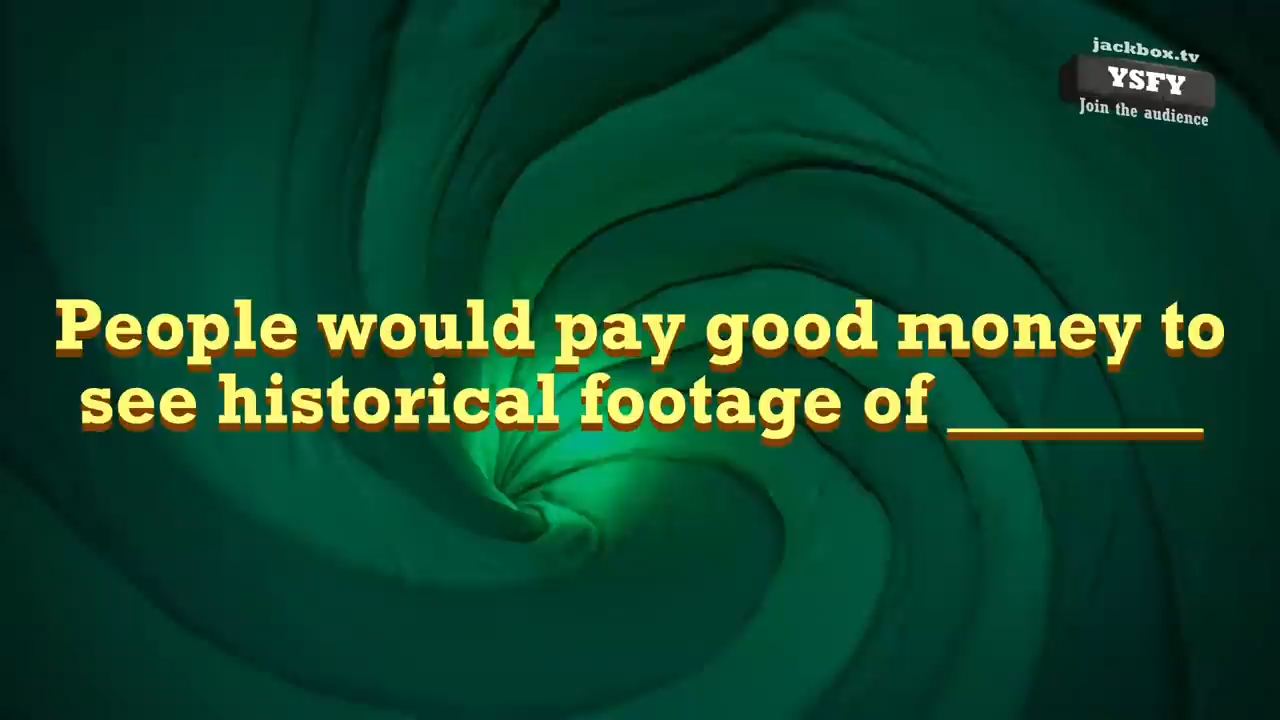 jackbox.tv
YSFY
Join the audience
People would pay good money to
see historical footage of ________